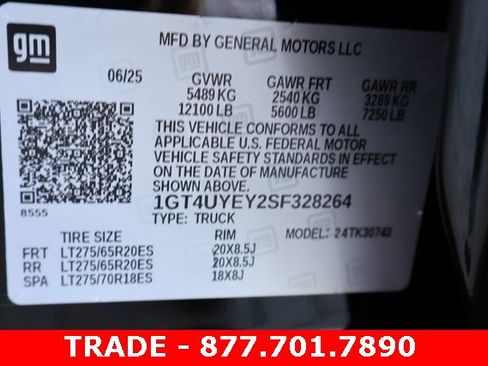 gm
MFD BY GENERAL MOTORS LLC
06/25 GVWR GAWR FRT GAWR RR
5489 KG 2540 KG 3289 KG
12100 LB 5600 LB 7250 LB
THIS VEHICLE CONFORMS TO ALL
APPLICABLE U.S. FEDERAL MOTOR
VEHICLE SAFETY STANDARDS IN EFFECT
ON THE DATE OF MANUFACTURE
SHOWN ABOVE.
8555
1GT4UYEY2SF328264
TYPE: TRUCK MODEL: 24TK30743
TIRE SIZE RIM
FRT LT275/65R20ES 20X8.5J
RR LT275/65R20ES 20X8.5J
SPA LT275/70R18ES 18X8J
TRADE - 877.701.7890